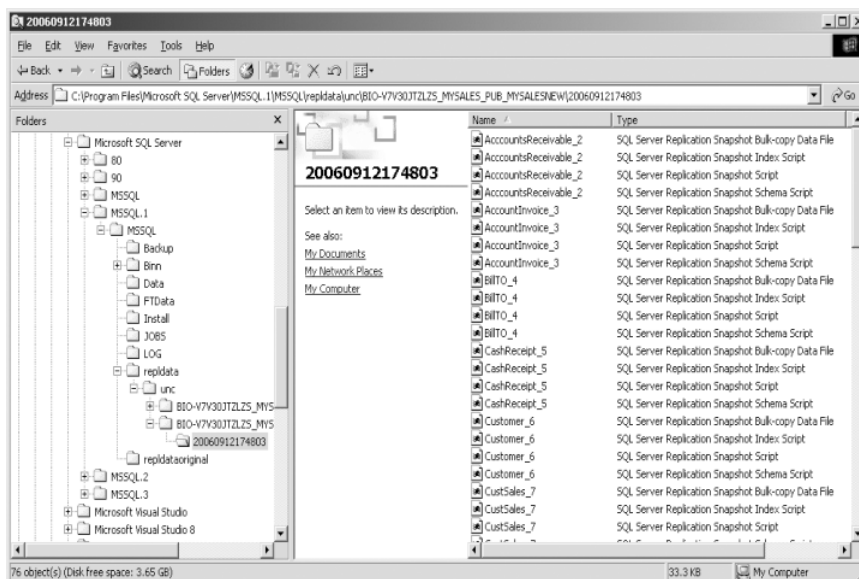 20060912174803
File Edit View Favorites Tools Help
Back Search Folders
Address C:\Program Files\Microsoft SQL Server\MSSQL.1\MSSQL\repldata\unc\BIO-V7V30JTZLZS_MYSALES_PUB_MYSALESNEW\20060912174803 Go
Folders
Microsoft SQL Server
80
90
MSSQL
MSSQL.1
MSSQL
Backup
Binn
Data
FTData
Install
JOBS
LOG
repldata
unc
BIO-V7V30JTZLZS_MYS
BIO-V7V30JTZLZS_MYS
20060912174803
repldataoriginal
MSSQL.2
MSSQL.3
Microsoft Visual Studio
Microsoft Visual Studio 8
20060912174803
Select an item to view its description.
See also:
My Documents
My Network Places
My Computer
Name Type
AcccountsReceivable_2 SQL Server Replication Snapshot Bulk-copy Data File
AcccountsReceivable_2 SQL Server Replication Snapshot Index Script
AcccountsReceivable_2 SQL Server Replication Snapshot Schema Script
AccountInvoice_3 SQL Server Replication Snapshot Bulk-copy Data File
AccountInvoice_3 SQL Server Replication Snapshot Index Script
AccountInvoice_3 SQL Server Replication Snapshot Script
AccountInvoice_3 SQL Server Replication Snapshot Schema Script
BillTO_4 SQL Server Replication Snapshot Bulk-copy Data File
BillTO_4 SQL Server Replication Snapshot Index Script
BillTO_4 SQL Server Replication Snapshot Script
BillTO_4 SQL Server Replication Snapshot Schema Script
CashReceipt_5 SQL Server Replication Snapshot Bulk-copy Data File
CashReceipt_5 SQL Server Replication Snapshot Index Script
CashReceipt_5 SQL Server Replication Snapshot Script
CashReceipt_5 SQL Server Replication Snapshot Schema Script
Customer_6 SQL Server Replication Snapshot Bulk-copy Data File
Customer_6 SQL Server Replication Snapshot Index Script
Customer_6 SQL Server Replication Snapshot Script
Customer_6 SQL Server Replication Snapshot Schema Script
CustSales_7 SQL Server Replication Snapshot Bulk-copy Data File
CustSales_7 SQL Server Replication Snapshot Index Script
CustSales_7 SQL Server Replication Snapshot Script
76 object(s) (Disk free space: 3.65 GB) 33.3 KB My Computer